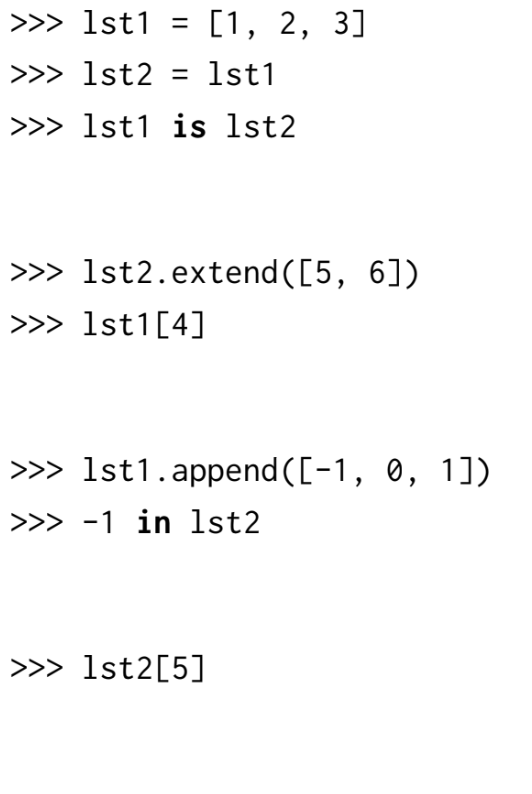 >>> lst1 = [1, 2, 3]
>>> lst2 = lst1
>>> lst1 is lst2
>>> lst2.extend([5, 6])
>>> lst1[4]
>>> lst1.append([-1, 0, 1])
>>> -1 in lst2
>>> lst2[5]